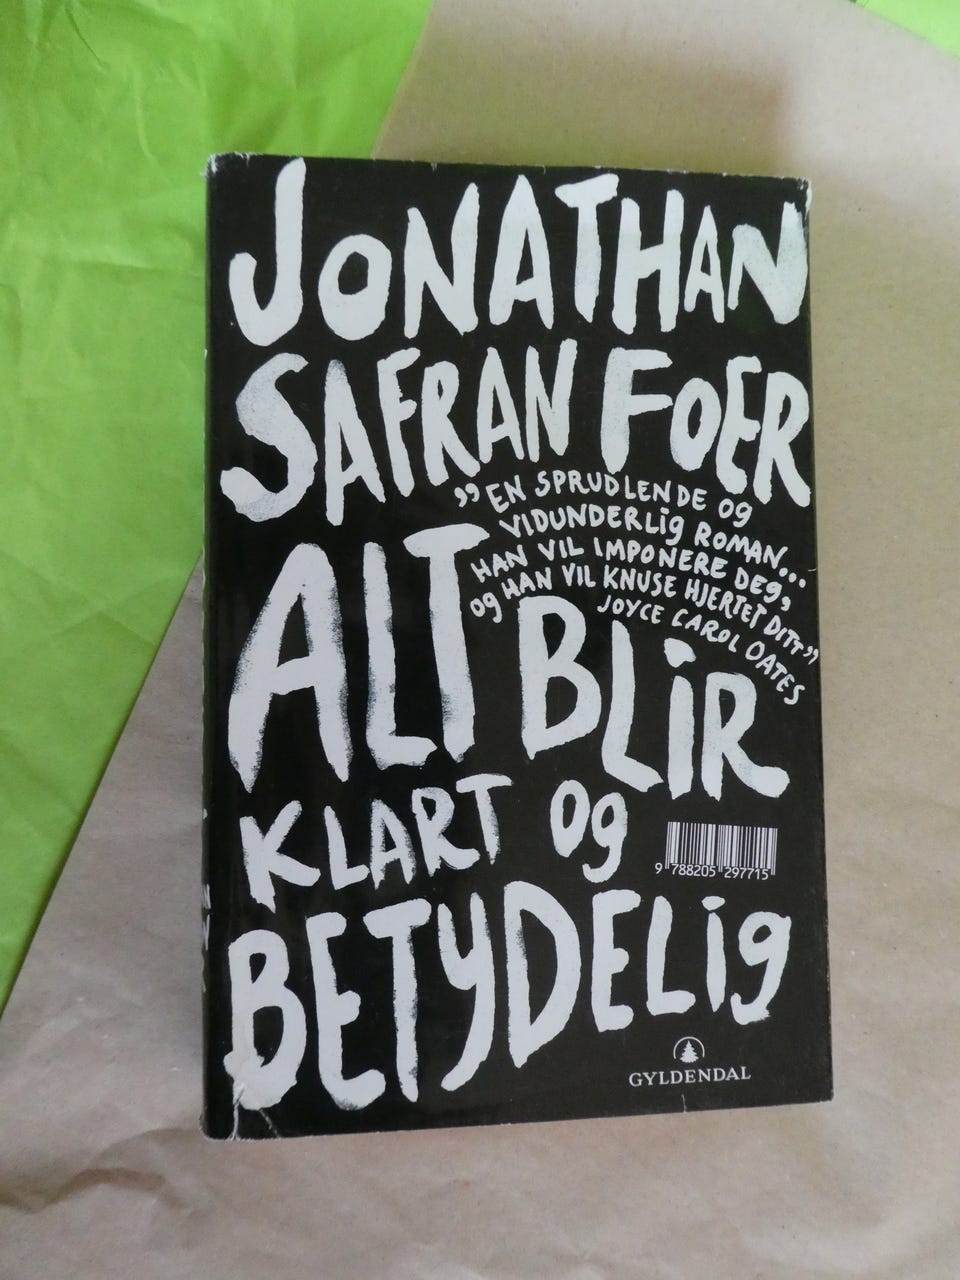 JONATHAN
SAFRAN FOER
”EN SPRUDLENDE OG
VIDUNDERLiG ROMAN...
HAN VIL IMPONERE DEG,
OG HAN VIL KNUSE HJERTET DITT”
JOYCE CAROL OATES
ALT BLiR
KLART OG
BETYDELiG
9 788205 297715
GYLDENDAL